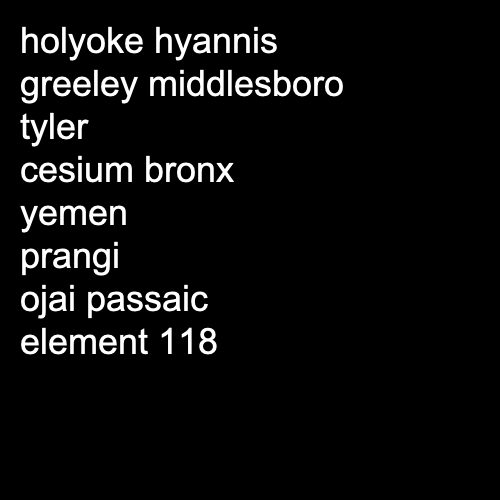 holyoke hyannis
greeley middlesboro
tyler
cesium bronx
yemen
prangi
ojai passaic
element 118